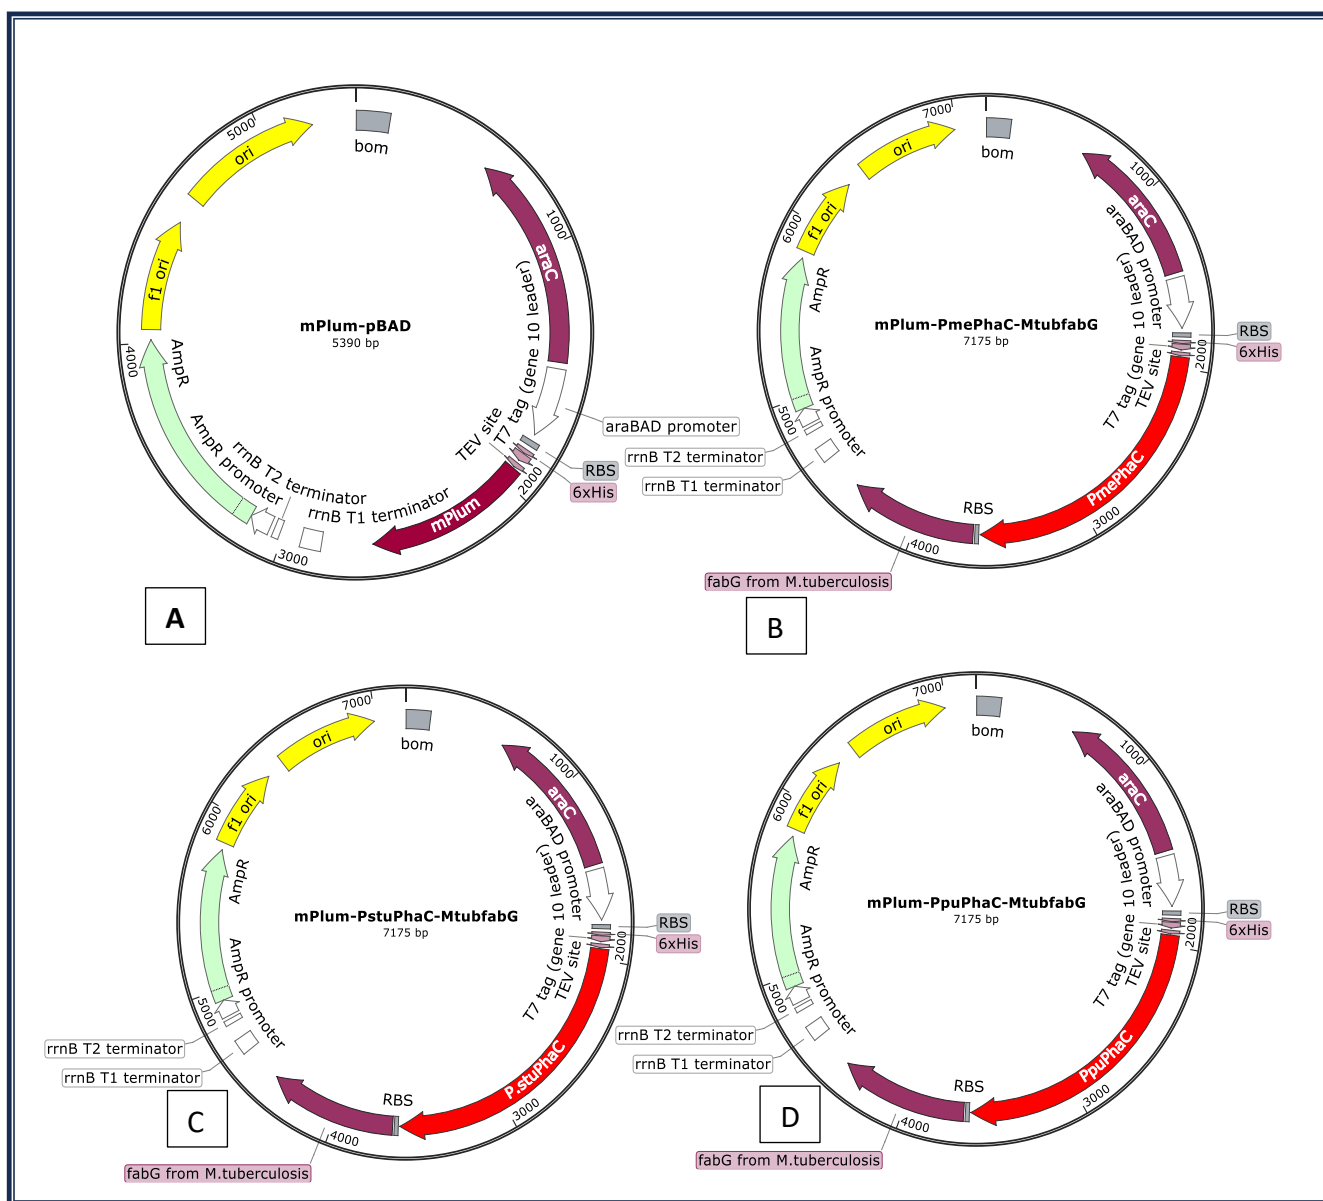 5000
ori
bom
f1 ori
1000
araC
T7 tag (gene 10 leader)
mPlum-pBAD
5390 bp
4000
AmpR
AmpR promoter
rrnB T2 terminator
rrnB T1 terminator
TEV site
araBAD promoter
RBS
6xHis
2000
mPlum
3000
A
7000
ori
bom
f1 ori
6000
1000
araC
araBAD promoter
T7 tag (gene 10 leader)
TEV site
mPlum-PmePhaC-MtubfabG
7175 bp
RBS
6xHis
2000
AmpR
AmpR promoter
5000
rrnB T2 terminator
rrnB T1 terminator
PmePhaC
3000
RBS
4000
fabG from M.tuberculosis
B
7000
ori
bom
f1 ori
6000
1000
araC
araBAD promoter
T7 tag (gene 10 leader)
TEV site
mPlum-PstuPhaC-MtubfabG
7175 bp
RBS
6xHis
2000
AmpR
AmpR promoter
5000
rrnB T2 terminator
rrnB T1 terminator
P.stuPhaC
3000
RBS
4000
fabG from M.tuberculosis
C
7000
ori
bom
f1 ori
6000
1000
araC
araBAD promoter
T7 tag (gene 10 leader)
TEV site
mPlum-PpuPhaC-MtubfabG
7175 bp
RBS
6xHis
2000
AmpR
AmpR promoter
5000
rrnB T2 terminator
rrnB T1 terminator
PpuPhaC
3000
RBS
4000
fabG from M.tuberculosis
D